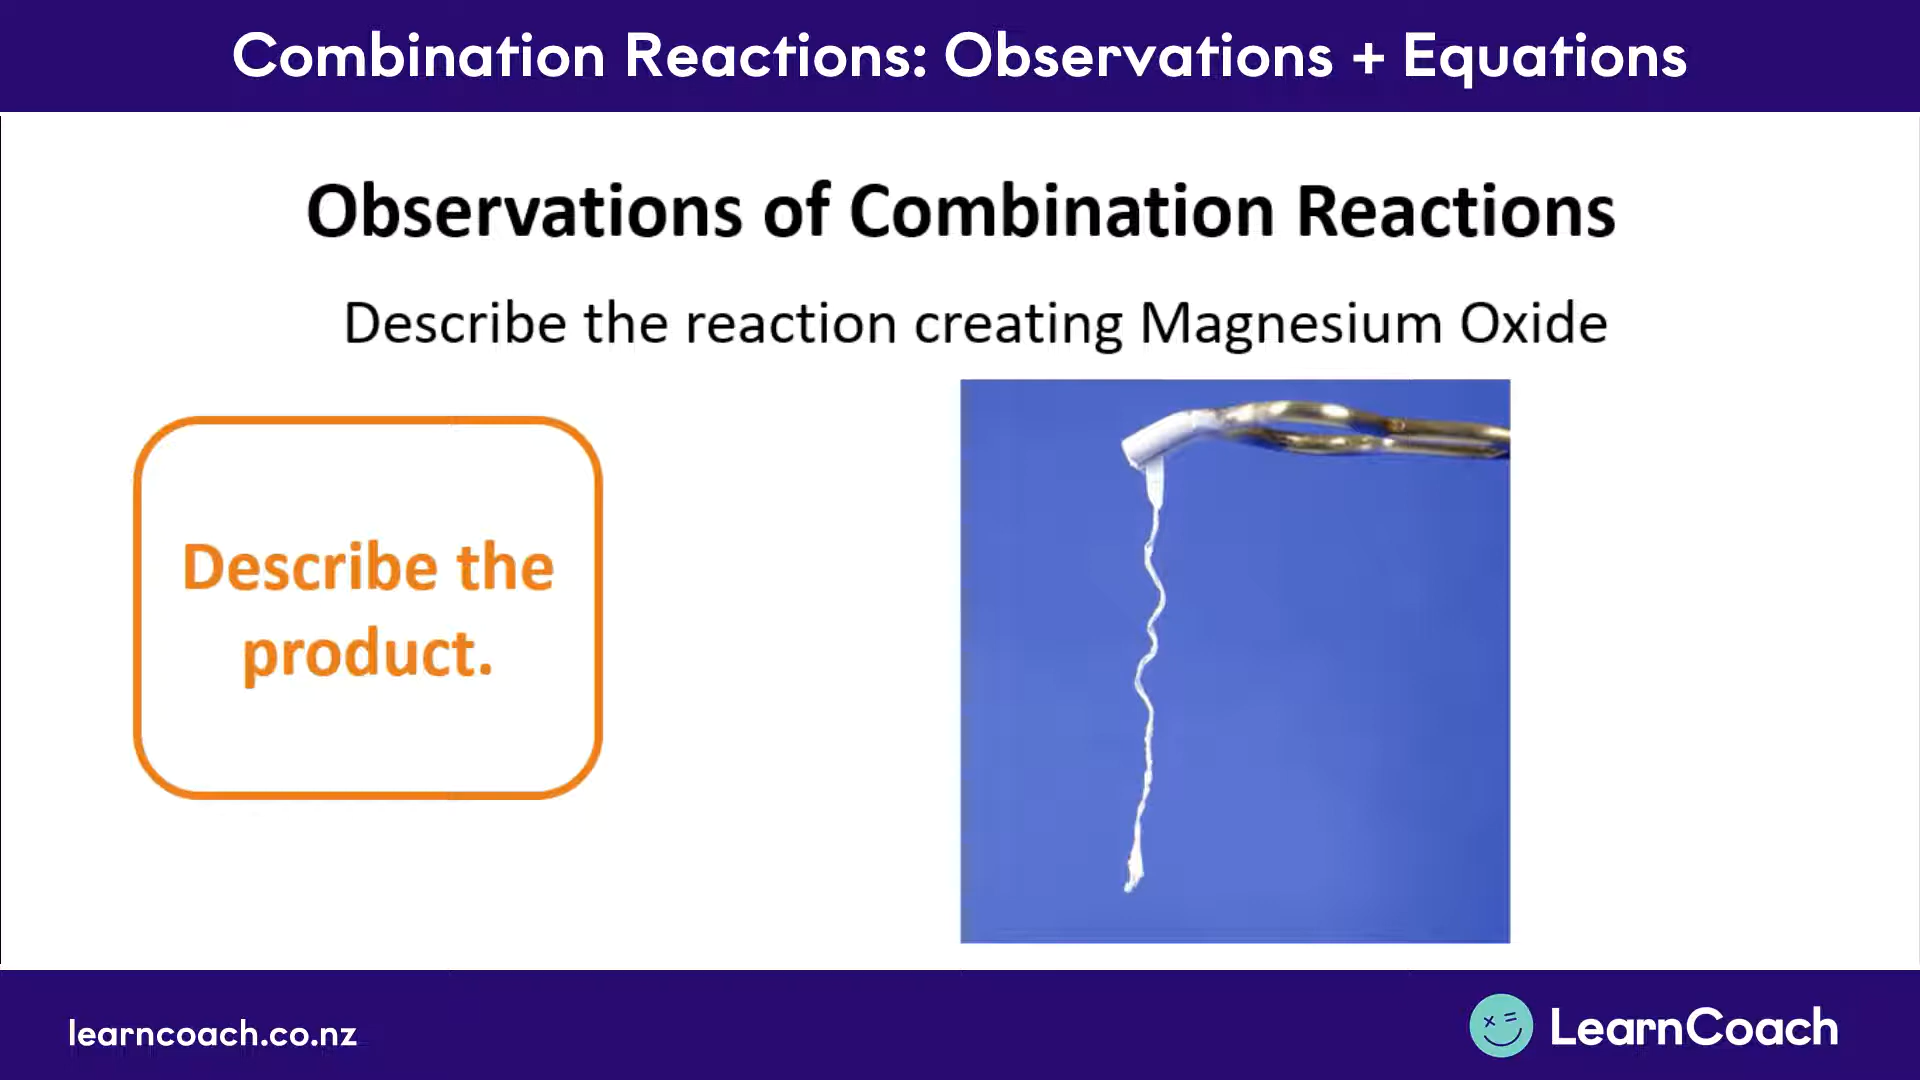 Combination Reactions: Observations + Equations
Observations of Combination Reactions
Describe the reaction creating Magnesium Oxide
Describe the
product.
learncoach.co.nz
LearnCoach